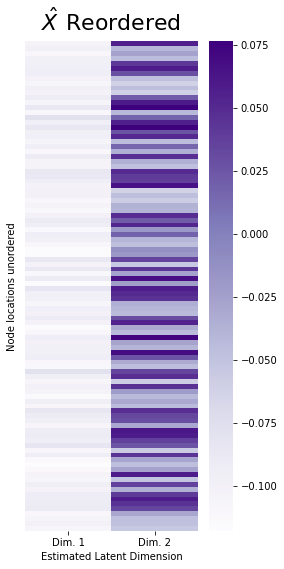 X̂ Reordered
Node locations unordered
Dim. 1
Dim. 2
Estimated Latent Dimension
0.075
0.050
0.025
0.000
−0.025
−0.050
−0.075
−0.100